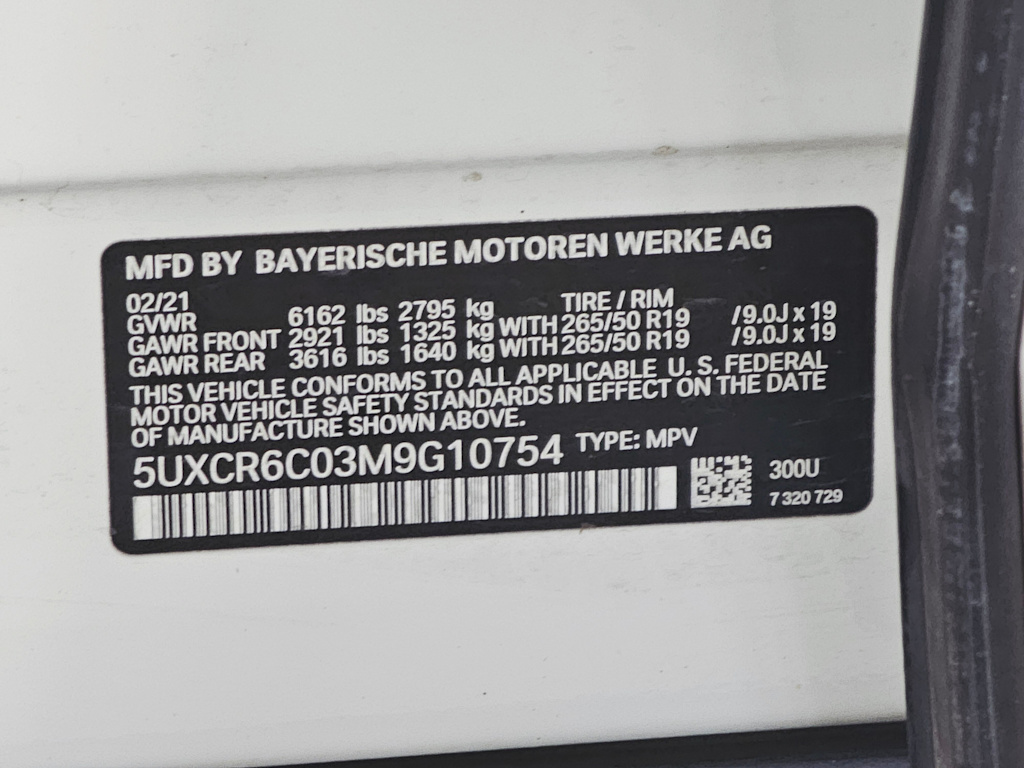 MFD BY BAYERISCHE MOTOREN WERKE AG
02/21 TIRE / RIM
GVWR 6162 lbs 2795 kg
GAWR FRONT 2921 lbs 1325 kg WITH 265/50 R19 /9.0J x 19
GAWR REAR 3616 lbs 1640 kg WITH 265/50 R19 /9.0J x 19
THIS VEHICLE CONFORMS TO ALL APPLICABLE U. S. FEDERAL
MOTOR VEHICLE SAFETY STANDARDS IN EFFECT ON THE DATE
OF MANUFACTURE SHOWN ABOVE.
5UXCR6C03M9G10754 TYPE: MPV
300U
7 320 729